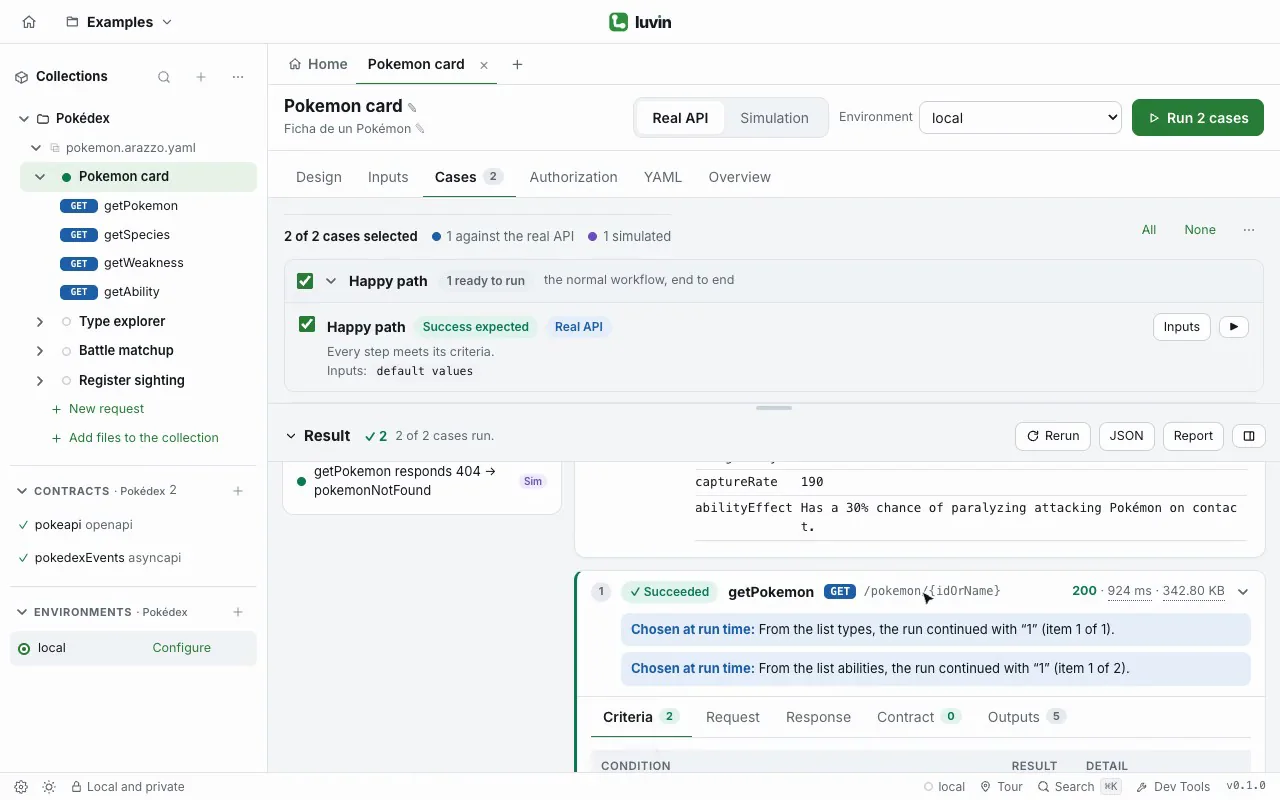 Examples
luvin
Collections
Home
Pokemon card
Pokédex
pokemon.arazzo.yaml
Pokemon card
GET getPokemon
GET getSpecies
GET getWeakness
GET getAbility
Type explorer
Battle matchup
Register sighting
+ New request
+ Add files to the collection
CONTRACTS · Pokédex 2
pokeapi openapi
pokedexEvents asyncapi
ENVIRONMENTS · Pokédex
local Configure
Pokemon card
Ficha de un Pokémon
Real API Simulation Environment local Run 2 cases
Design Inputs Cases 2 Authorization YAML Overview
2 of 2 cases selected 1 against the real API 1 simulated All None ...
Happy path 1 ready to run the normal workflow, end to end
Happy path Success expected Real API Inputs
Every step meets its criteria.
Inputs: default values
Result ✓ 2 2 of 2 cases run. Rerun JSON Report
getPokemon responds 404 →
pokemonNotFound
Sim
captureRate 190
abilityEffect Has a 30% chance of paralyzing attacking Pokémon on contac
t.
1 ✓ Succeeded getPokemon GET /pokemon/{idOrName} 200 · 924 ms · 342.80 KB
Chosen at run time: From the list types, the run continued with “1” (item 1 of 1).
Chosen at run time: From the list abilities, the run continued with “1” (item 1 of 2).
Criteria 2 Request Response Contract 0 Outputs 5
CONDITION RESULT DETAIL
Local and private
local Tour Search ⌘K Dev Tools v0.1.0